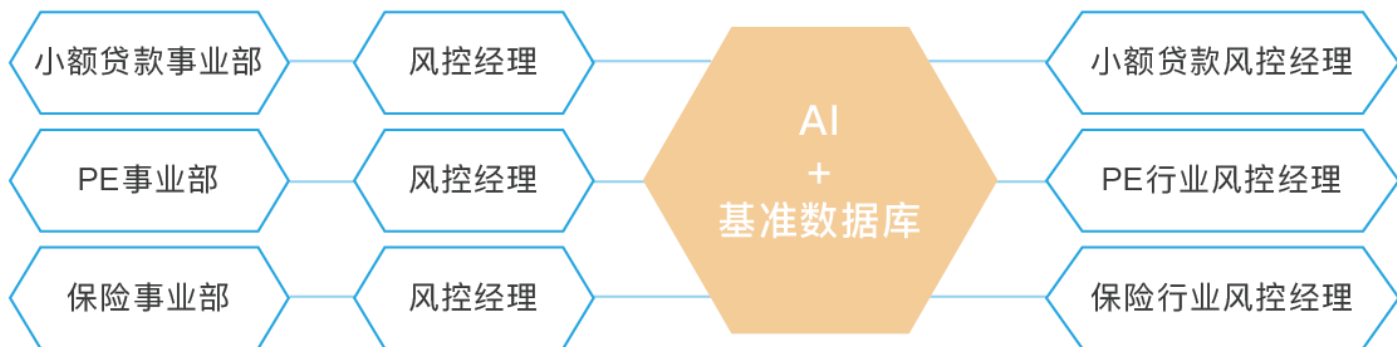 小额贷款事业部
风控经理
小额贷款风控经理
PE事业部
风控经理
AI
+
基准数据库
PE行业风控经理
保险事业部
风控经理
保险行业风控经理